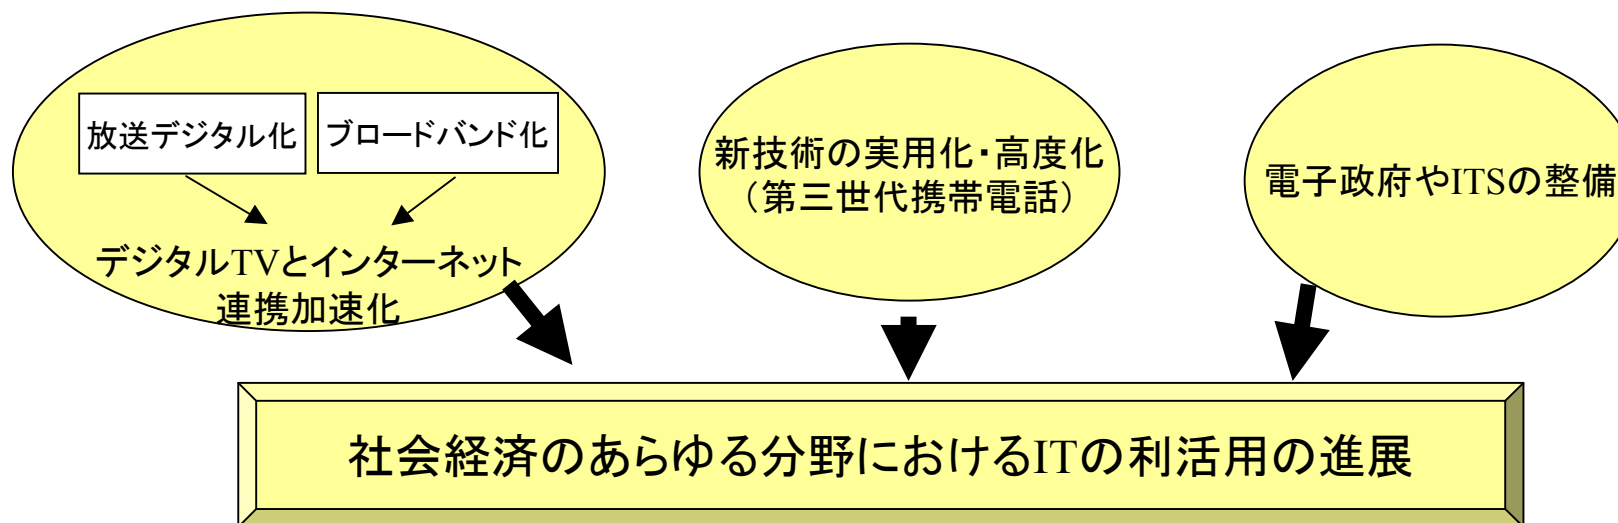 放送デジタル化
ブロードバンド化
デジタルTVとインターネット
連携加速化
新技術の実用化・高度化
（第三世代携帯電話）
電子政府やITSの整備
社会経済のあらゆる分野におけるITの利活用の進展